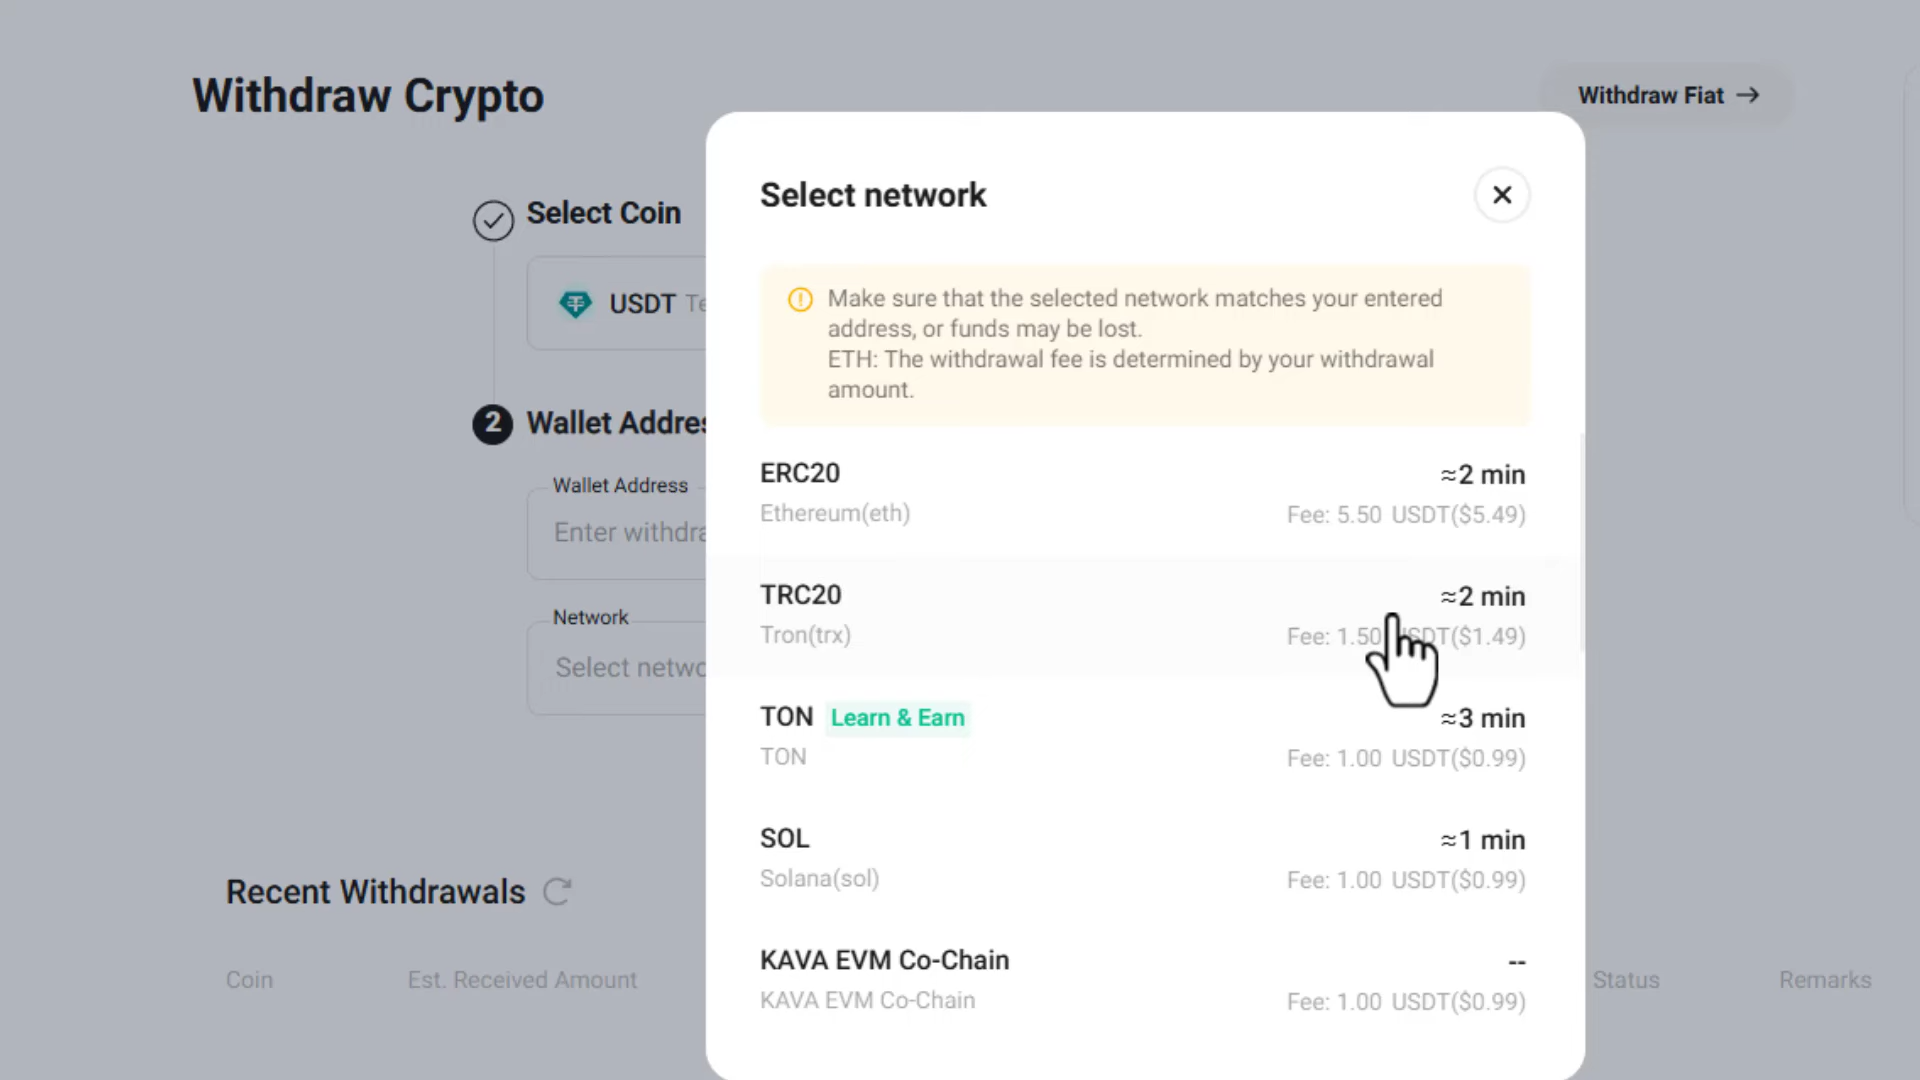 Withdraw Crypto
Withdraw Fiat →
Select Coin
USDT Te
2 Wallet Addres
Wallet Address
Enter withdra
Network
Select netwo
Select network
Make sure that the selected network matches your entered
address, or funds may be lost.
ETH: The withdrawal fee is determined by your withdrawal
amount.
ERC20 ≈2 min
Ethereum(eth) Fee: 5.50 USDT($5.49)
TRC20 ≈2 min
Tron(trx) Fee: 1.50 USDT($1.49)
TON Learn & Earn ≈3 min
TON Fee: 1.00 USDT($0.99)
SOL ≈1 min
Solana(sol) Fee: 1.00 USDT($0.99)
KAVA EVM Co-Chain --
KAVA EVM Co-Chain Fee: 1.00 USDT($0.99)
Recent Withdrawals
Coin Est. Received Amount Status Remarks